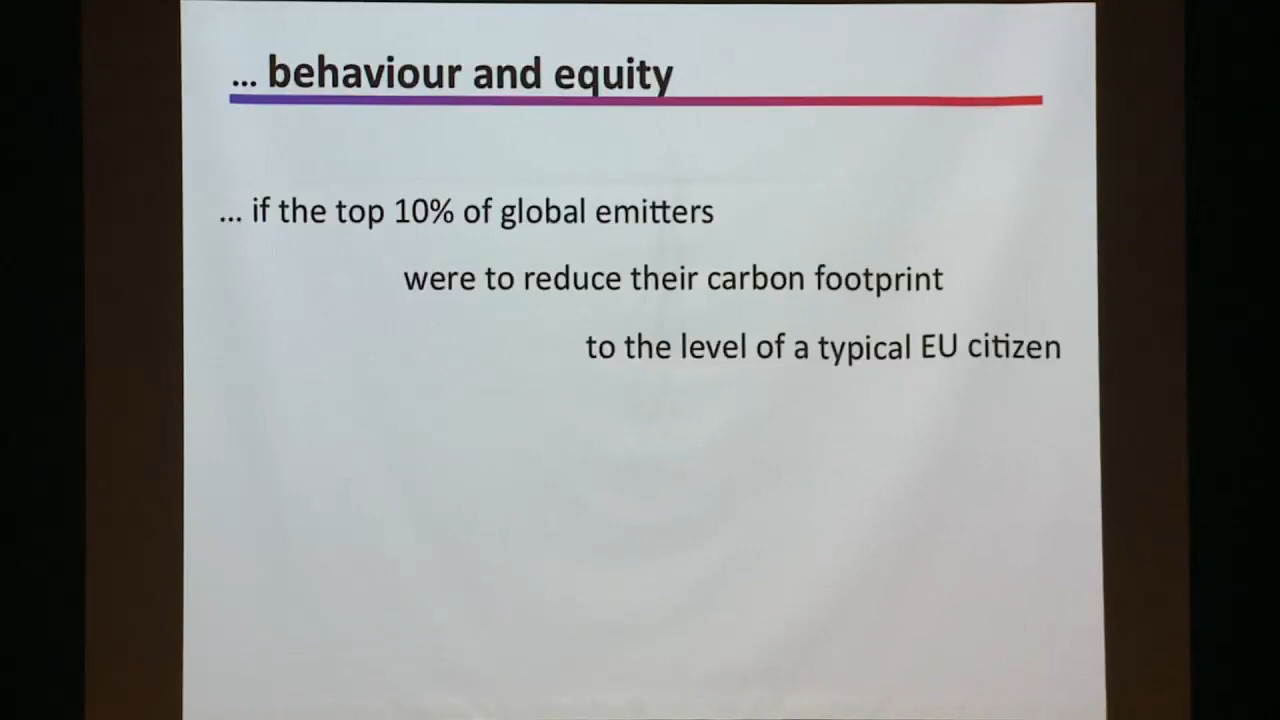 ... behaviour and equity
... if the top 10% of global emitters
were to reduce their carbon footprint
to the level of a typical EU citizen